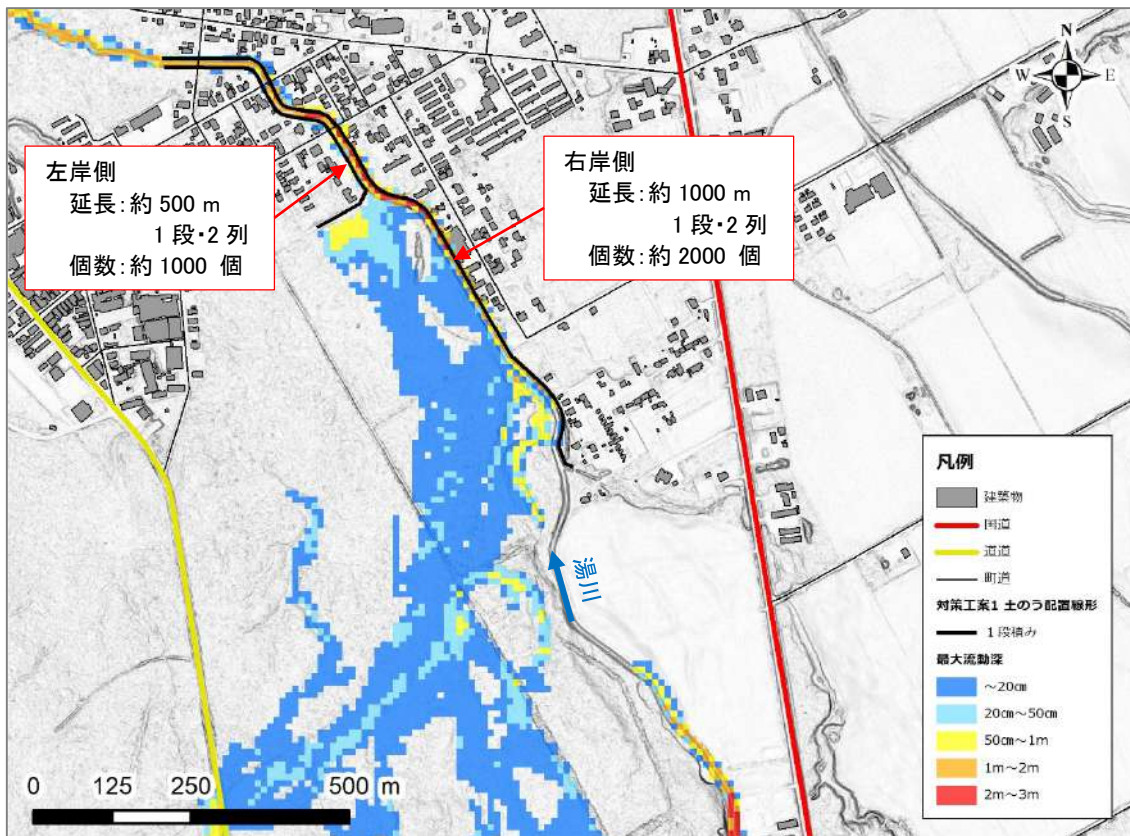 N
W
E
S
左岸側
延長：約 500 m
1 段・2 列
個数：約 1000 個
右岸側
延長：約 1000 m
1 段・2 列
個数：約 2000 個
湯川
凡例
建築物
国道
道道
町道
対策工案1 土のう配置線形
1段積み
最大流動深
～20cm
20cm～50cm
50cm～1m
1m～2m
2m～3m
0 125 250 500 m